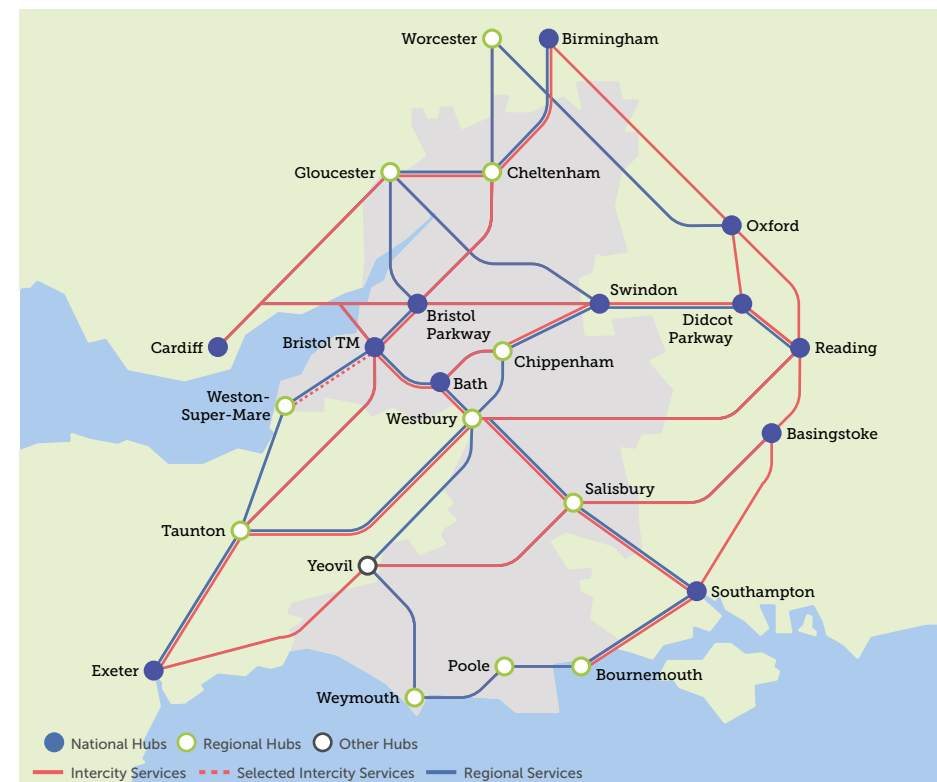 Worcester
Birmingham
Gloucester
Cheltenham
Oxford
Swindon
Bristol
Parkway
Didcot
Parkway
Cardiff
Bristol TM
Chippenham
Reading
Bath
Weston-
Super-Mare
Westbury
Basingstoke
Salisbury
Taunton
Yeovil
Southampton
Exeter
Poole
Bournemouth
Weymouth
National Hubs
Regional Hubs
Other Hubs
Intercity Services
Selected Intercity Services
Regional Services